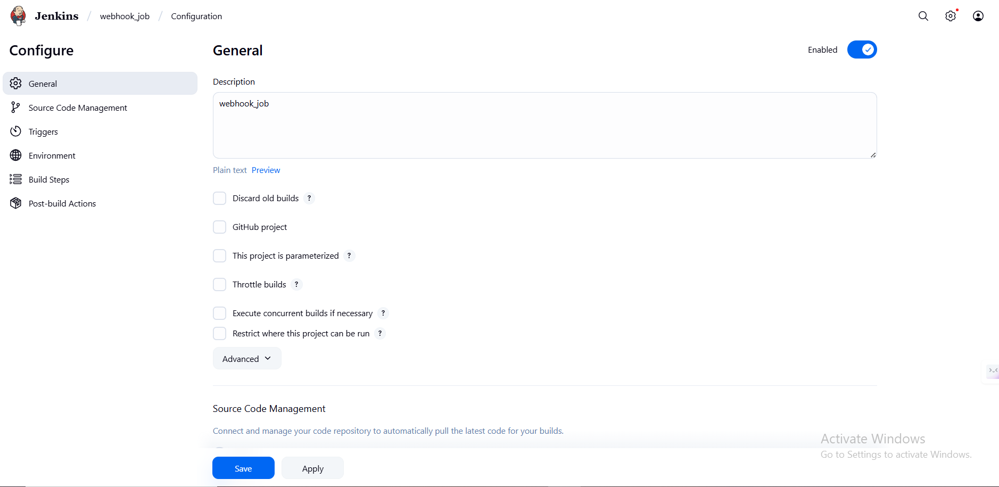 Jenkins / webhook_job / Configuration
Configure
General
Source Code Management
Triggers
Environment
Build Steps
Post-build Actions
General
Enabled
Description
webhook_job
Plain text Preview
Discard old builds ?
GitHub project
This project is parameterized ?
Throttle builds ?
Execute concurrent builds if necessary ?
Restrict where this project can be run ?
Advanced
Source Code Management
Connect and manage your code repository to automatically pull the latest code for your builds.
Save Apply
Activate Windows
Go to Settings to activate Windows.